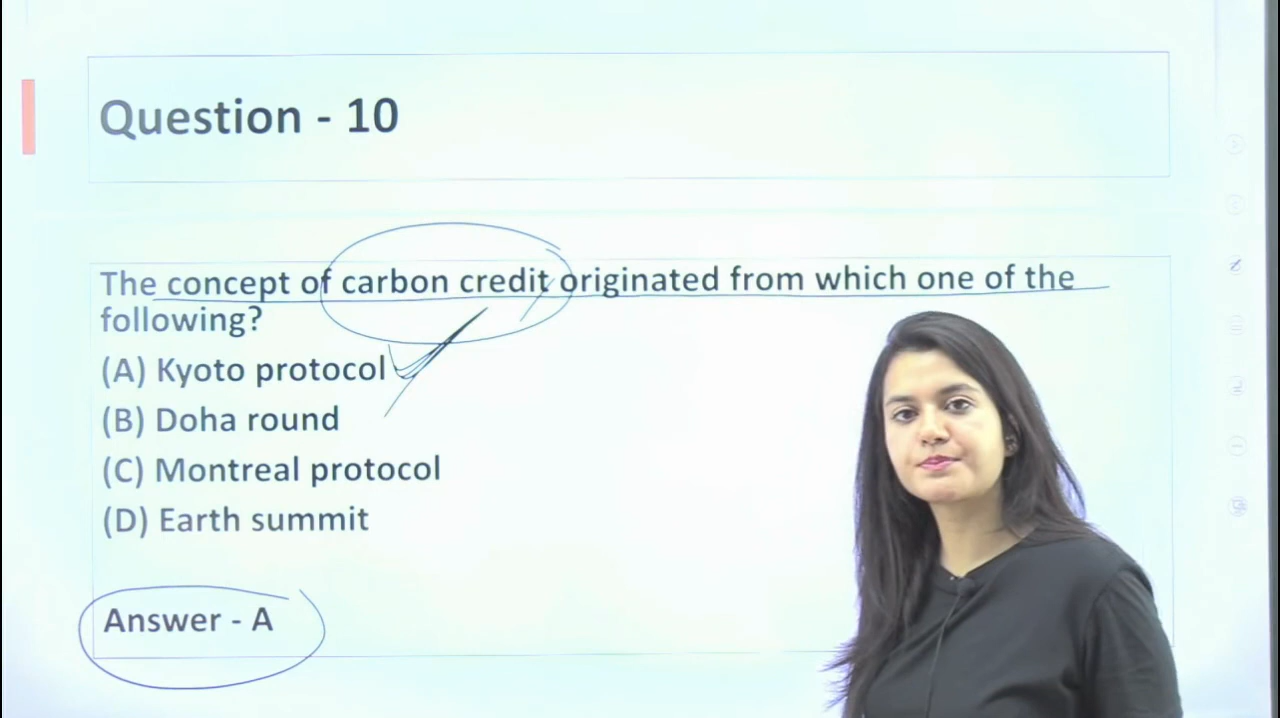 Question - 10
The concept of carbon credit originated from which one of the
following?
(A) Kyoto protocol
(B) Doha round
(C) Montreal protocol
(D) Earth summit
Answer - A